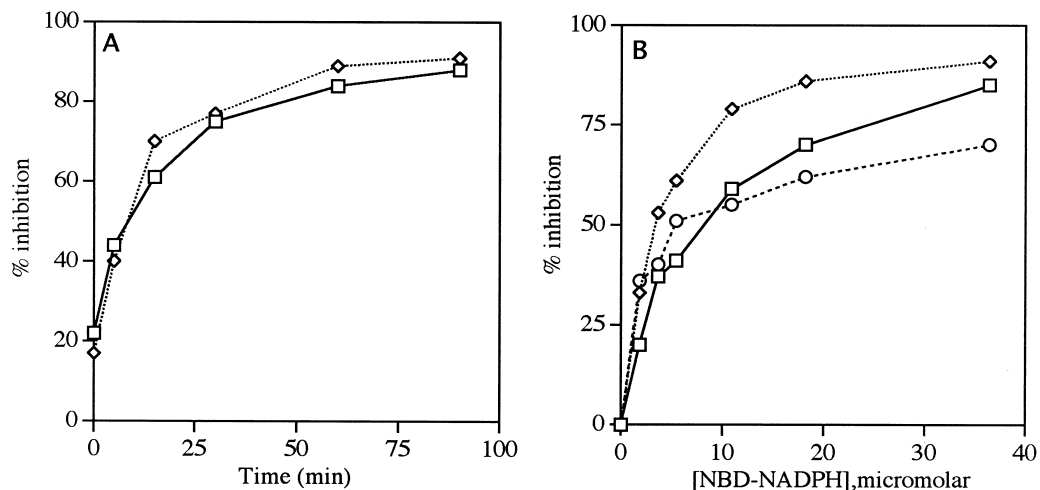 A
100
80
60
40
20
0
% inhibition
0 25 50 75 100
Time (min)
B
100
75
50
25
0
% inhibition
0 10 20 30 40
[NBD-NADPH],micromolar